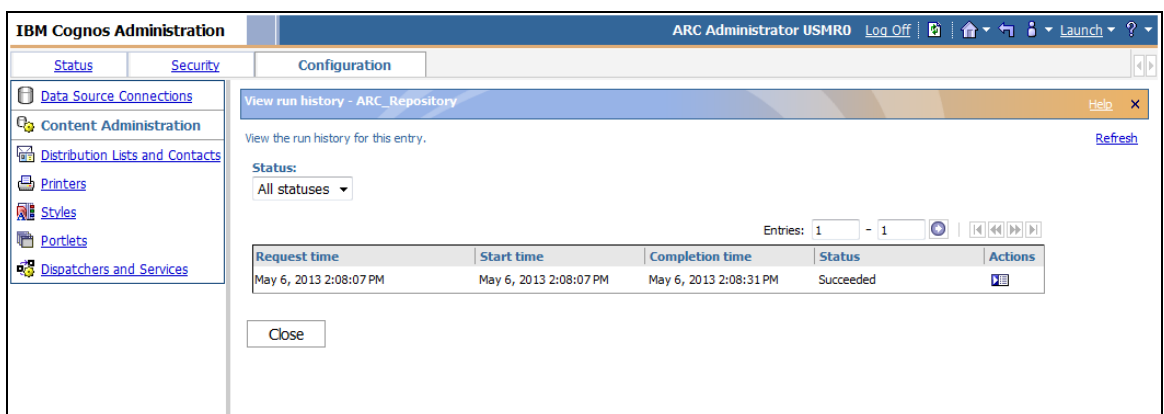 IBM Cognos Administration
ARC Administrator USMR0 Log Off Launch ?
Status Security Configuration
Data Source Connections
Content Administration
Distribution Lists and Contacts
Printers
Styles
Portlets
Dispatchers and Services
View run history - ARC_Repository Help X
View the run history for this entry. Refresh
Status:
All statuses
Entries: 1 - 1
Request time Start time Completion time Status Actions
May 6, 2013 2:08:07 PM May 6, 2013 2:08:07 PM May 6, 2013 2:08:31 PM Succeeded
Close